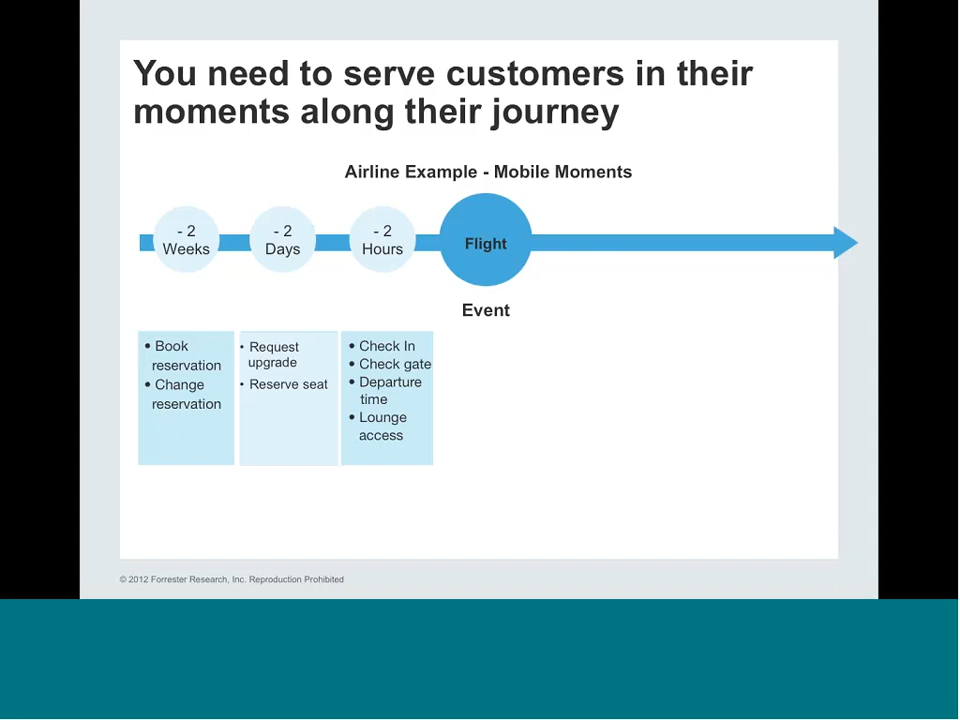 You need to serve customers in their
moments along their journey
Airline Example - Mobile Moments
- 2
Weeks
- 2
Days
- 2
Hours
Flight
Event
• Book
reservation
• Change
reservation
• Request
upgrade
• Reserve seat
• Check In
• Check gate
• Departure
time
• Lounge
access
© 2012 Forrester Research, Inc. Reproduction Prohibited